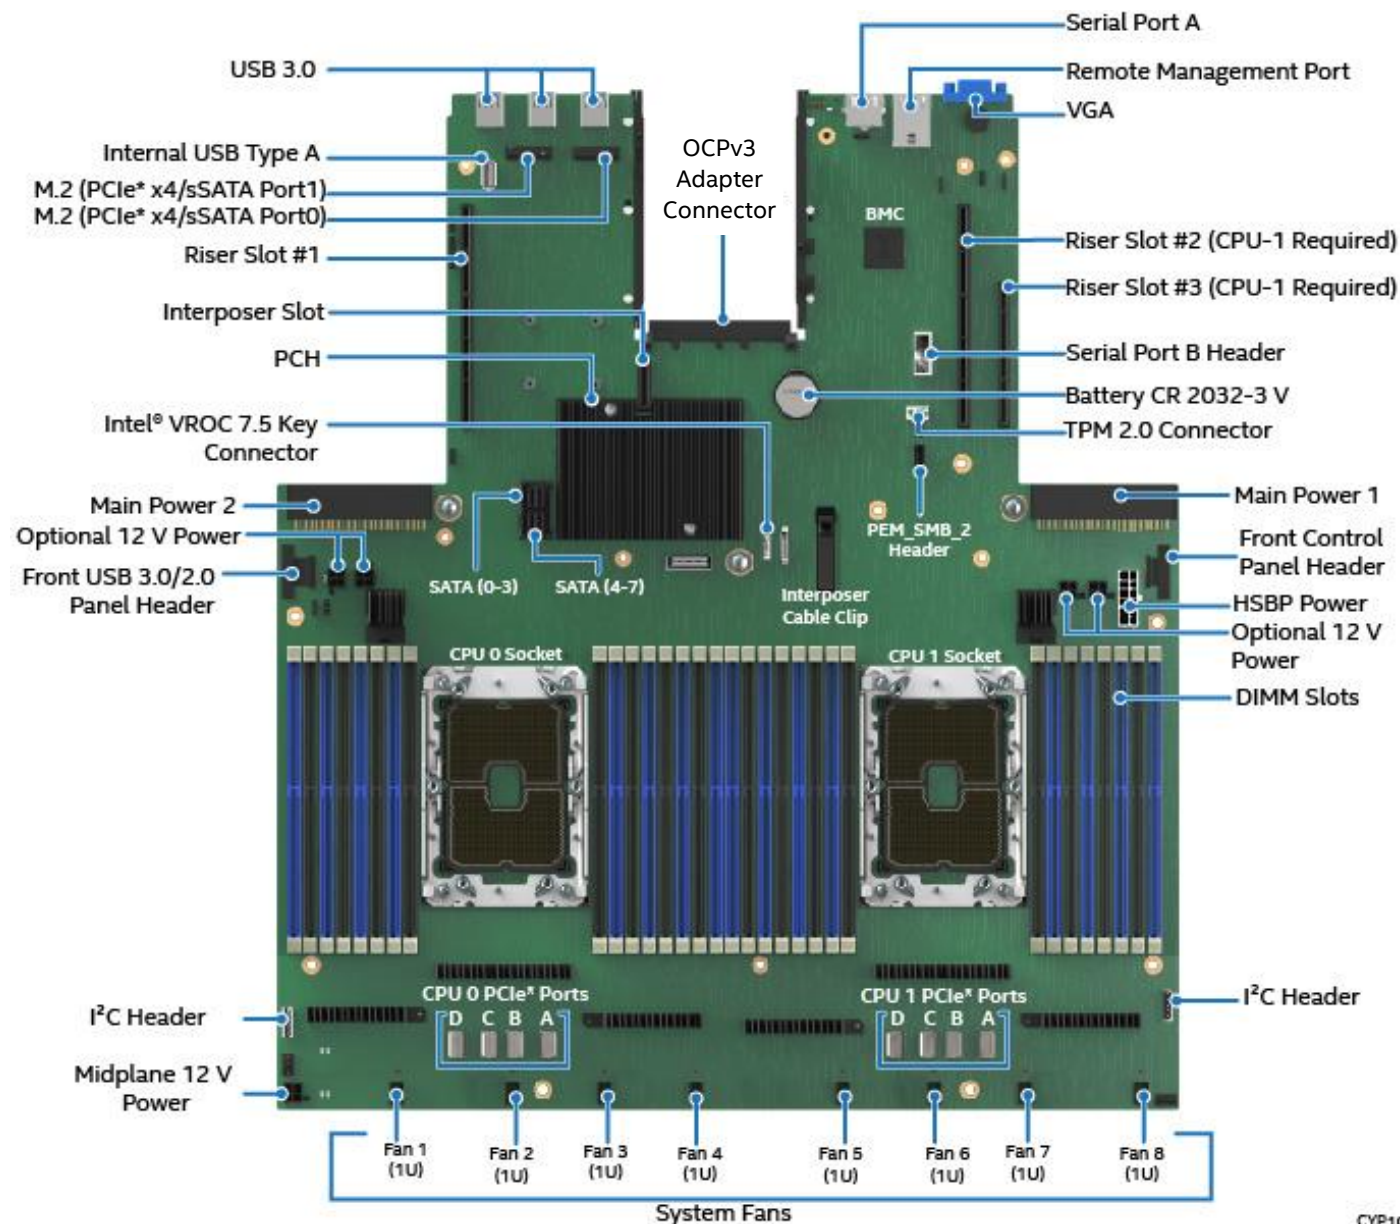 Serial Port A
USB 3.0
Remote Management Port
VGA
Internal USB Type A
OCPv3
Adapter
Connector
M.2 (PCIe* x4/sSATA Port1)
M.2 (PCIe* x4/sSATA Port0)
BMC
Riser Slot #1
Riser Slot #2 (CPU-1 Required)
Riser Slot #3 (CPU-1 Required)
Interposer Slot
PCH
Serial Port B Header
Battery CR 2032-3 V
Intel® VROC 7.5 Key
Connector
TPM 2.0 Connector
Main Power 2
Main Power 1
Optional 12 V Power
PEM_SMB_2
Header
Front Control
Panel Header
Front USB 3.0/2.0
Panel Header
SATA (0-3)
SATA (4-7)
Interposer
Cable Clip
HSBP Power
Optional 12 V
Power
CPU 0 Socket
CPU 1 Socket
DIMM Slots
CPU 0 PCIe* Ports
D C B A
CPU 1 PCIe* Ports
D C B A
I²C Header
I²C Header
Midplane 12 V
Power
Fan 1
(1U)
Fan 2
(1U)
Fan 3
(1U)
Fan 4
(1U)
Fan 5
(1U)
Fan 6
(1U)
Fan 7
(1U)
Fan 8
(1U)
System Fans